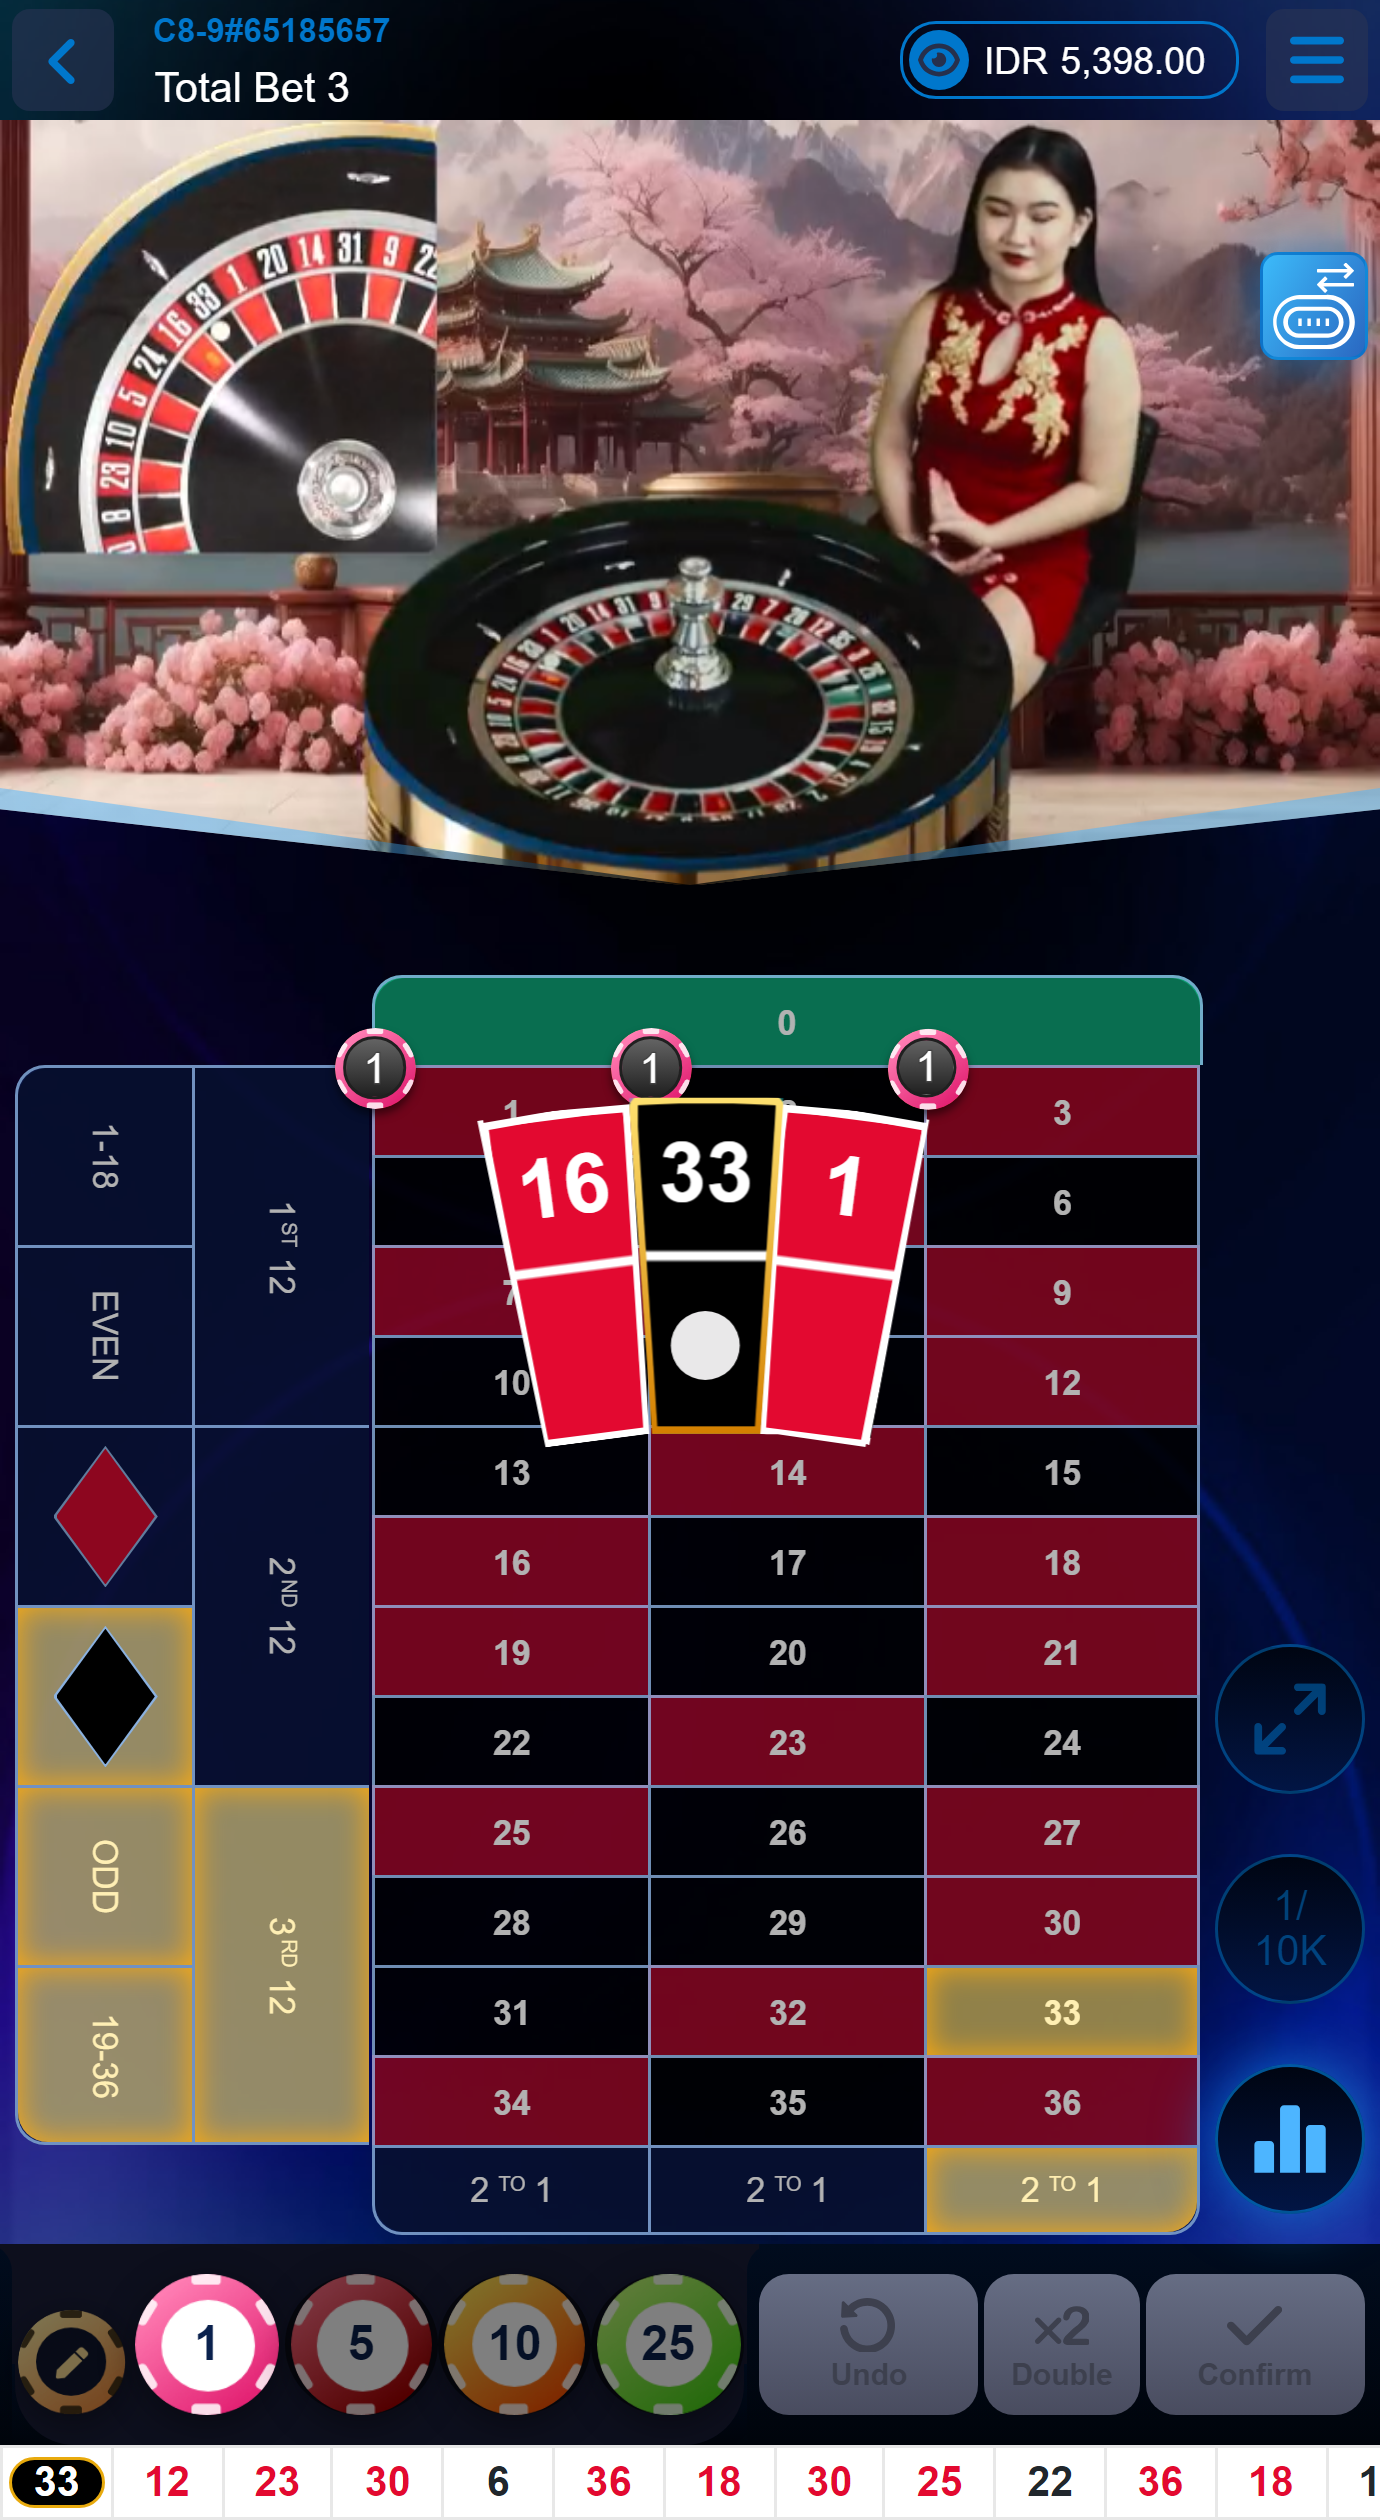 C8-9#65185657
Total Bet 3
IDR 5,398.00
20 14 31 9
1
33
16
24
5
10
23
8
0
1 1 1
1 3
16 33 1
6
7 9
10 12
13 14 15
16 17 18
19 20 21
22 23 24
25 26 27
28 29 30
31 32 33
34 35 36
2 TO 1 2 TO 1 2 TO 1
1-18
EVEN
ODD
19-36
1ST 12
2ND 12
3RD 12
1/
10K
1 5 10 25
Undo
x2
Double
Confirm
33 12 23 30 6 36 18 30 25 22 36 18